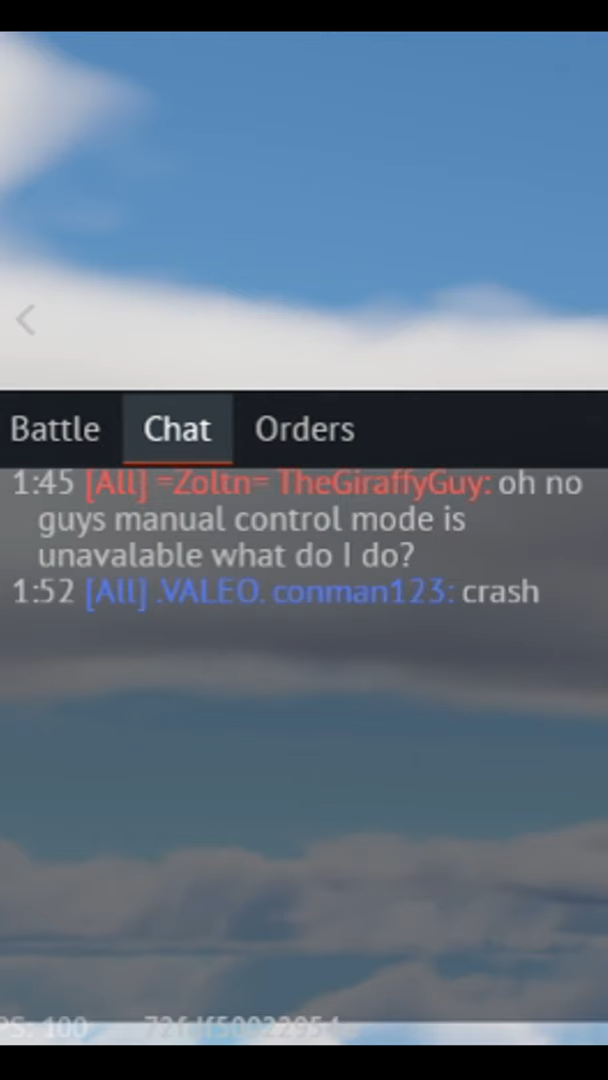 Battle Chat Orders
1:45 [All] =Zoltn= TheGiraffyGuy: oh no
guys manual control mode is
unavalable what do I do?
1:52 [All] .VALEO. conman123: crash
100